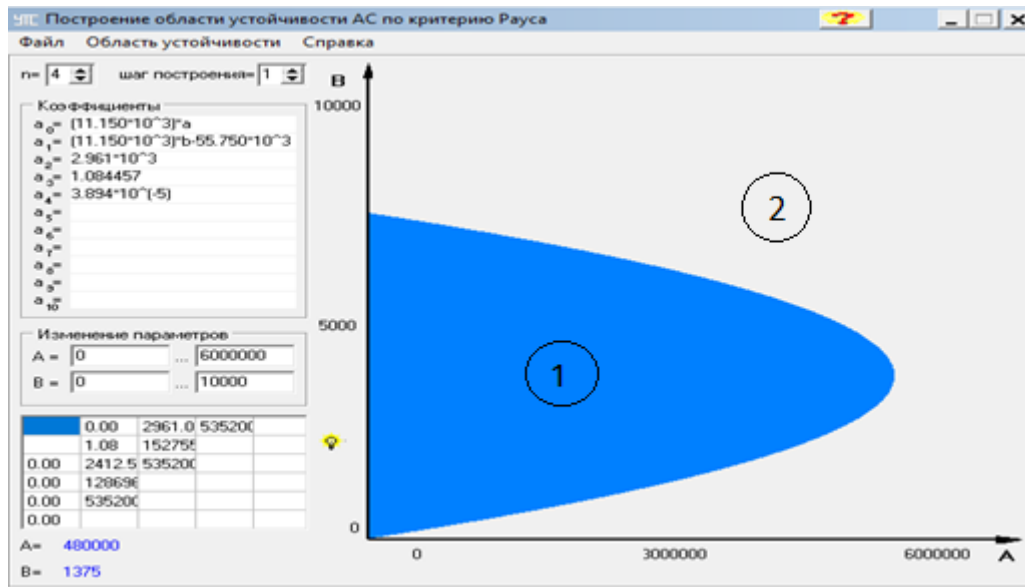 УТС Построение области устойчивости АС по критерию Рауса
Файл Область устойчивости Справка
n= 4 шаг построения= 1
Коэффициенты
a0= (11.150*10^3)*a
a1= (11.150*10^3)*b-55.750*10^3
a2= 2.961*10^3
a3= 1.084457
a4= 3.894*10^(-5)
a5=
a6=
a7=
a8=
a9=
a10=
Изменение параметров
A = 0 ... 6000000
B = 0 ... 10000
0.00 2961.0 535200
1.08 152755
0.00 2412.5 535200
0.00 128696
0.00 535200
0.00
A= 480000
B= 1375
B
10000
5000
0
0 3000000 6000000 A
1
2